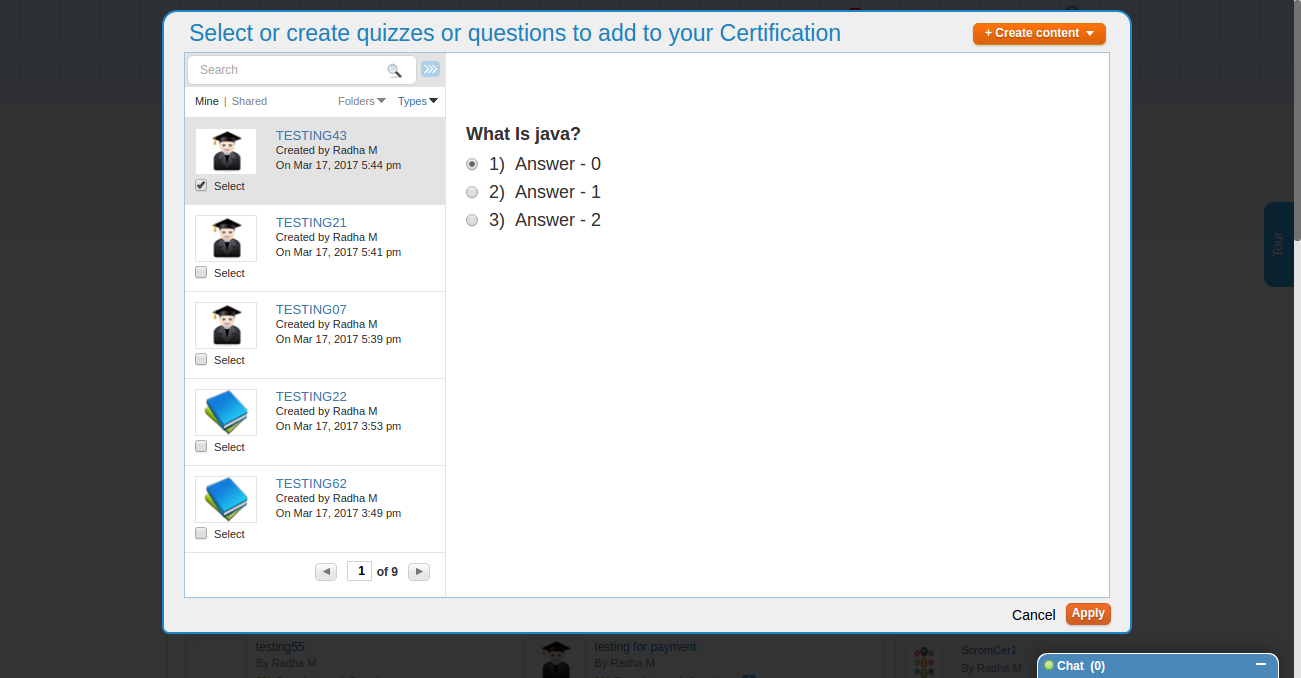 Select or create quizzes or questions to add to your Certification
+ Create content
Search
Mine | Shared
Folders
Types
TESTING43
Created by Radha M
On Mar 17, 2017 5:44 pm
Select
TESTING21
Created by Radha M
On Mar 17, 2017 5:41 pm
Select
TESTING07
Created by Radha M
On Mar 17, 2017 5:39 pm
Select
TESTING22
Created by Radha M
On Mar 17, 2017 3:53 pm
Select
TESTING62
Created by Radha M
On Mar 17, 2017 3:49 pm
Select
1 of 9
What Is java?
1) Answer - 0
2) Answer - 1
3) Answer - 2
Tour
Cancel
Apply
testing55
By Radha M
testing for payment
By Radha M
ScromCer1
By Radha M
Chat (0)